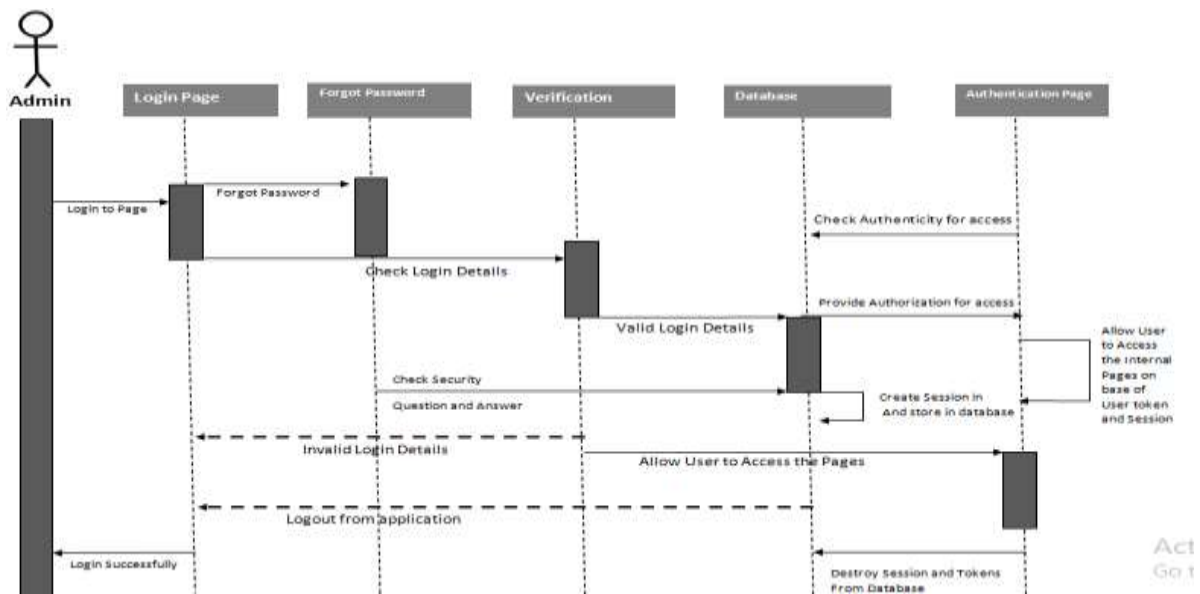 Admin
Login Page
Forgot Password
Verification
Database
Authentication Page
Forgot Password
Login to Page
Check Authenticity for access
Check Login Details
Provide Authorization for access
Valid Login Details
Allow User
to Access
the Internal
Pages on
base of
User token
and Session
Check Security
Question and Answer
Create Session in
And store in database
Invalid Login Details
Allow User to Access the Pages
Logout from application
Login Successfully
Destroy Session and Tokens
From Database
Act
Go t